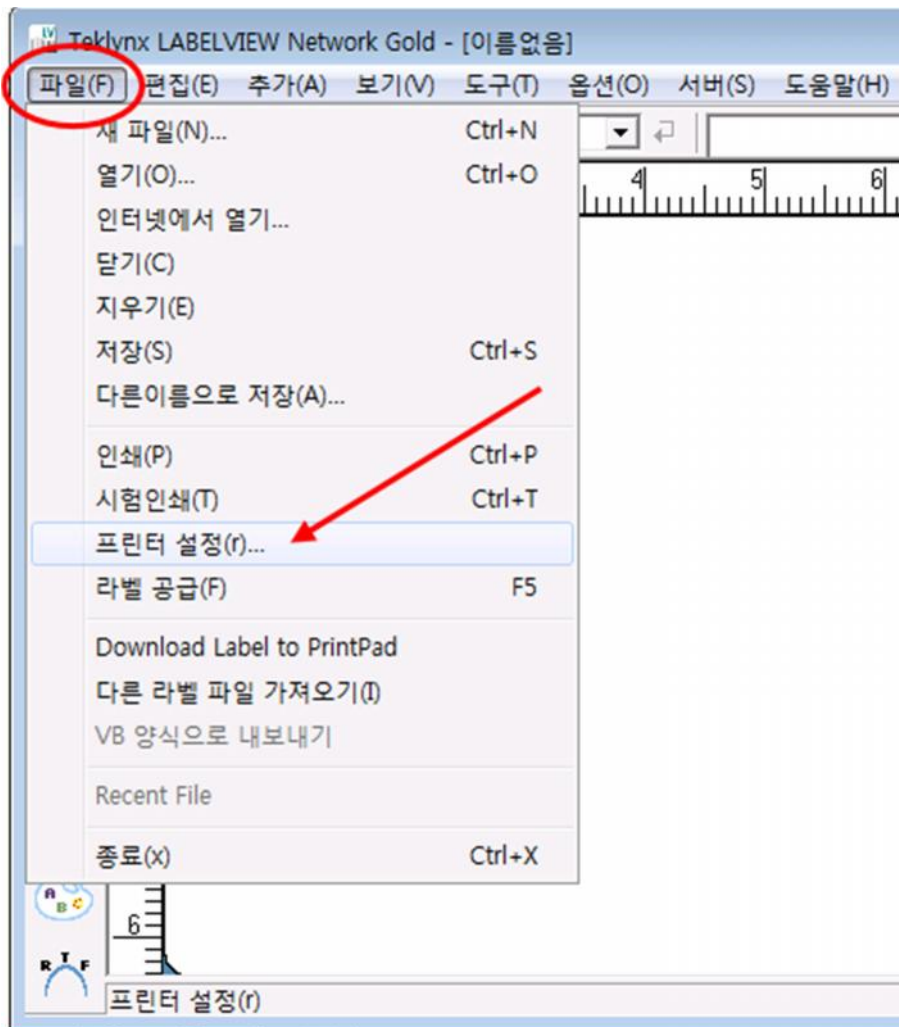 Teklynx LABELVIEW Network Gold - [이름없음]
파일(F) 편집(E) 추가(A) 보기(V) 도구(T) 옵션(O) 서버(S) 도움말(H)
새 파일(N)... Ctrl+N
열기(O)... Ctrl+O
4 5 6
인터넷에서 열기...
닫기(C)
지우기(E)
저장(S) Ctrl+S
다른이름으로 저장(A)...
인쇄(P) Ctrl+P
시험인쇄(T) Ctrl+T
프린터 설정(r)...
라벨 공급(F) F5
Download Label to PrintPad
다른 라벨 파일 가져오기(I)
VB 양식으로 내보내기
Recent File
종료(x) Ctrl+X
A B C
6
R T F
프린터 설정(r)